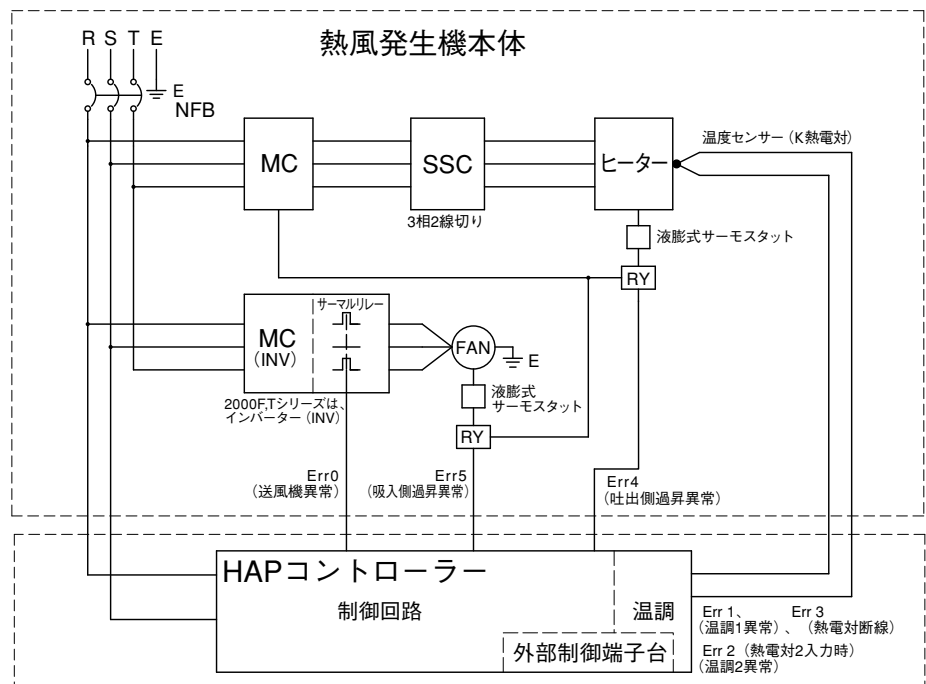 熱風発生機本体
R S T E
E
NFB
MC
SSC
3相2線切り
ヒーター
温度センサー（K熱電対）
液膨式サーモスタット
RY
サーマルリレー
MC
（INV）
2000F,Tシリーズは、
インバーター（INV）
FAN
E
液膨式
サーモスタット
RY
Err0
（送風機異常）
Err5
（吸入側過昇異常）
Err4
（吐出側過昇異常）
HAPコントローラー
制御回路
温調
外部制御端子台
Err 1、 Err 3
（温調1異常）、（熱電対断線）
Err 2（熱電対2入力時）
（温調2異常）